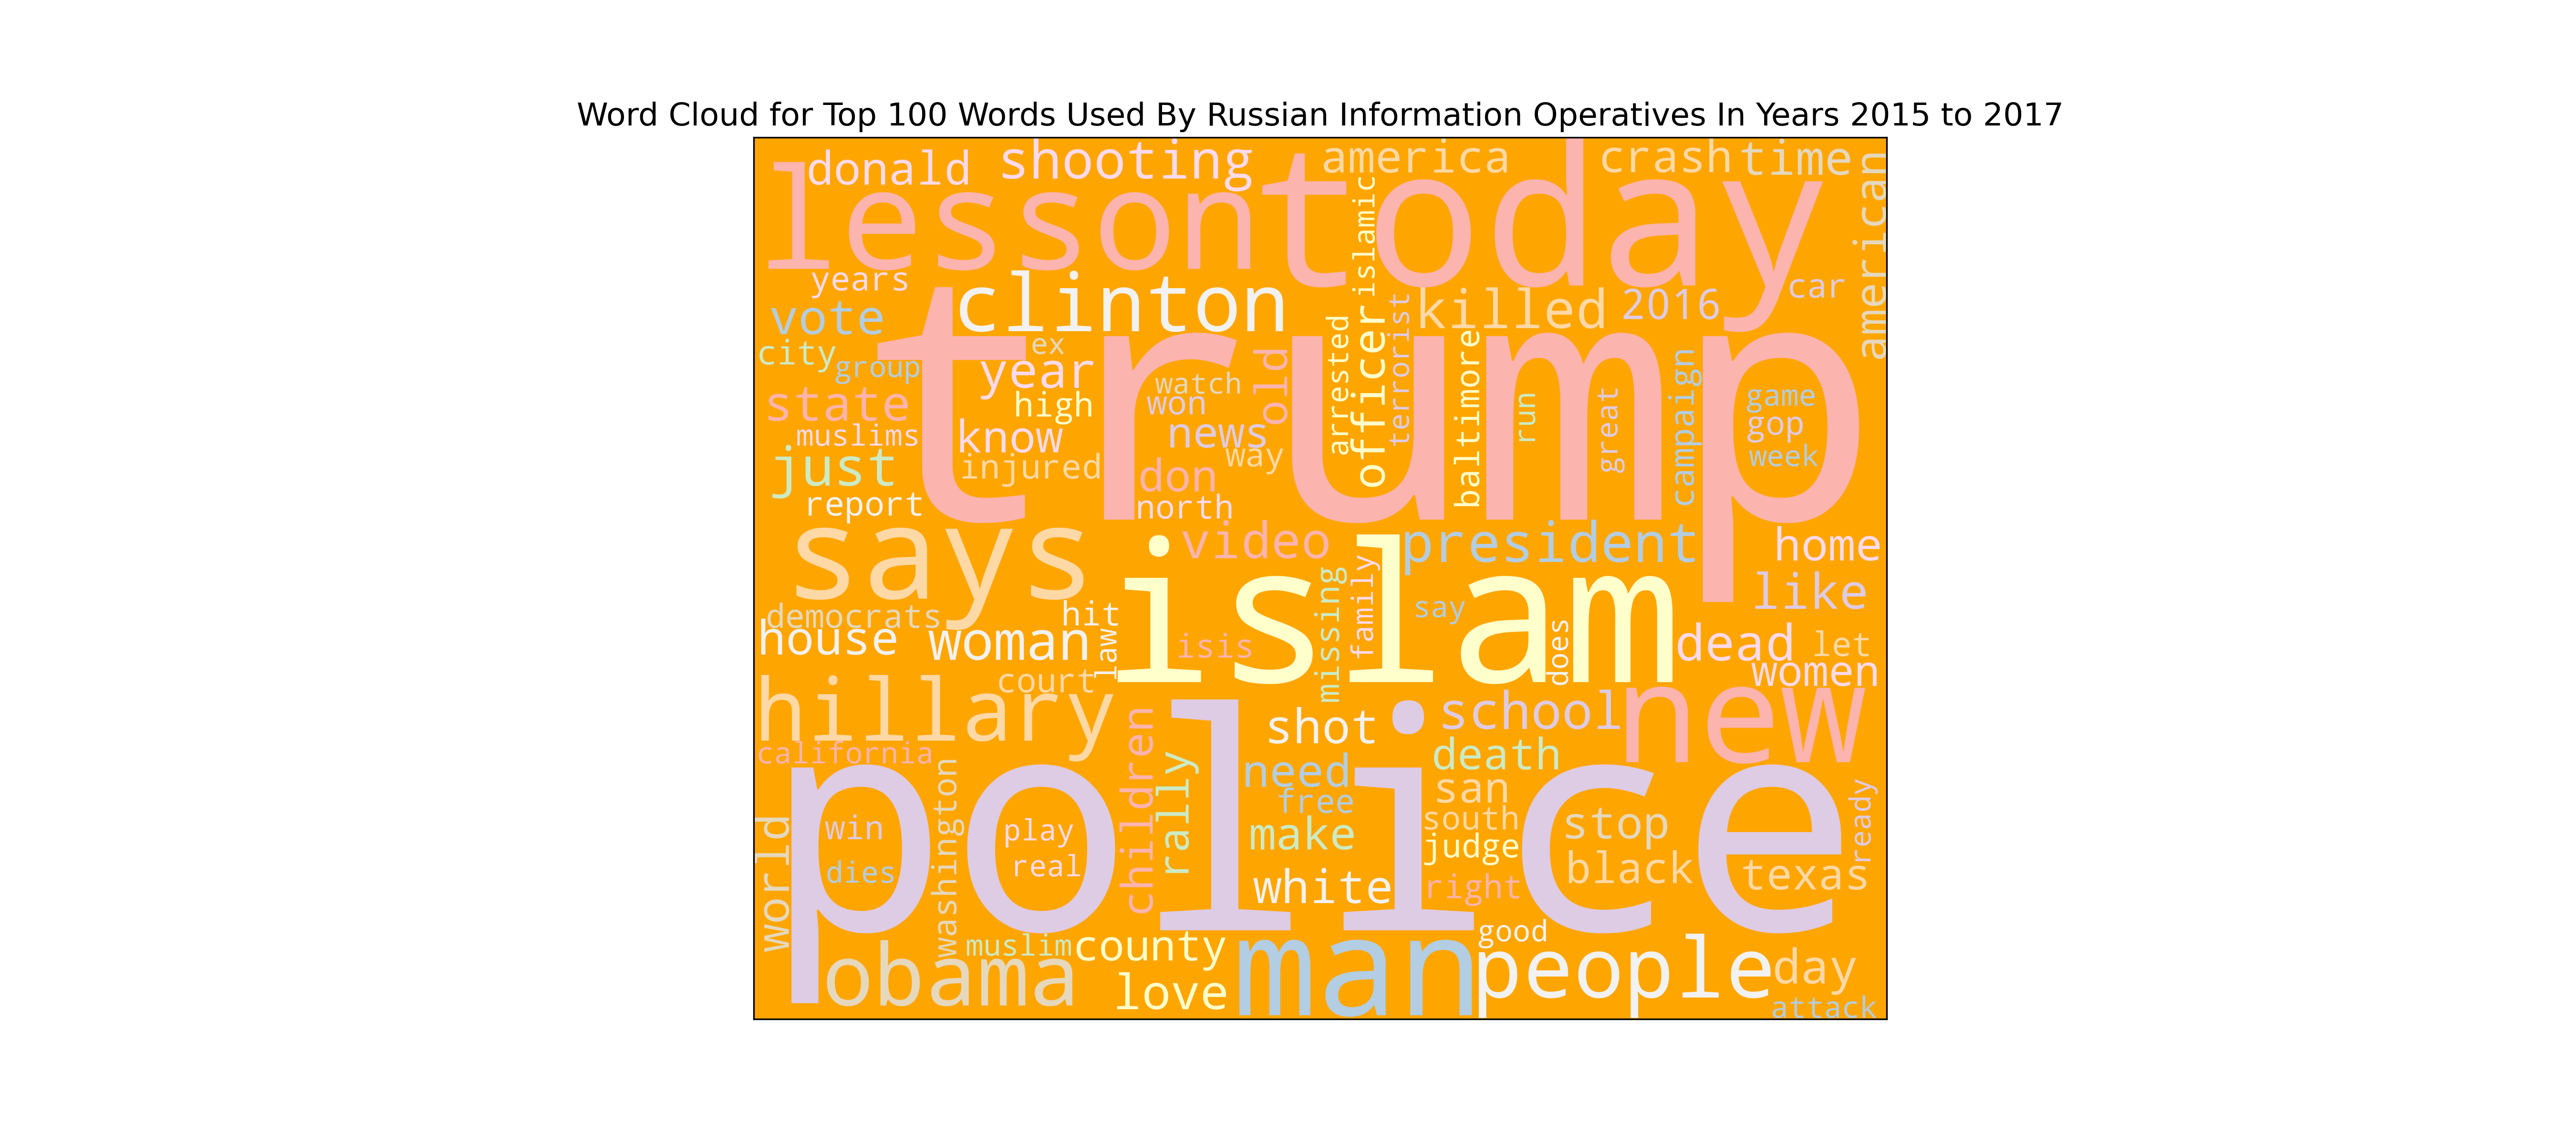 Word Cloud for Top 100 Words Used By Russian Information Operatives In Years 2015 to 2017
donald
shooting
america
crash
time
american
lesson
today
islamic
years
clinton
killed
2016
car
vote
trump
city
group
ex
year
old
arrested
officer
terrorist
baltimore
watch
won
high
run
great
campaign
game
gop
week
state
muslims
know
news
way
just
injured
don
report
north
says
video
president
home
islam
like
democrats
hit
missing
family
say
house
woman
law
isis
does
dead
let
women
court
hillary
children
shot
school
new
california
death
need
police
world
win
washington
play
rally
free
san
make
south
stop
ready
dies
real
judge
black
texas
white
right
muslim
county
good
obama
man
people
day
love
attack